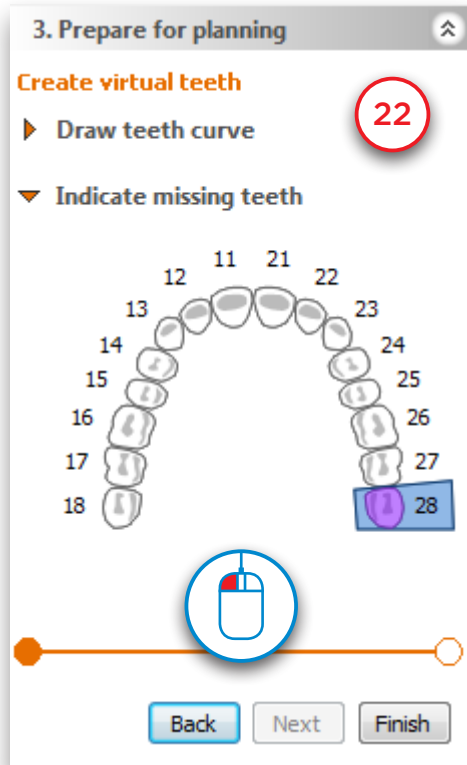 3. Prepare for planning
Create virtual teeth
22
Draw teeth curve
Indicate missing teeth
11 21
12 22
13 23
14 24
15 25
16 26
17 27
18 28
Back Next Finish